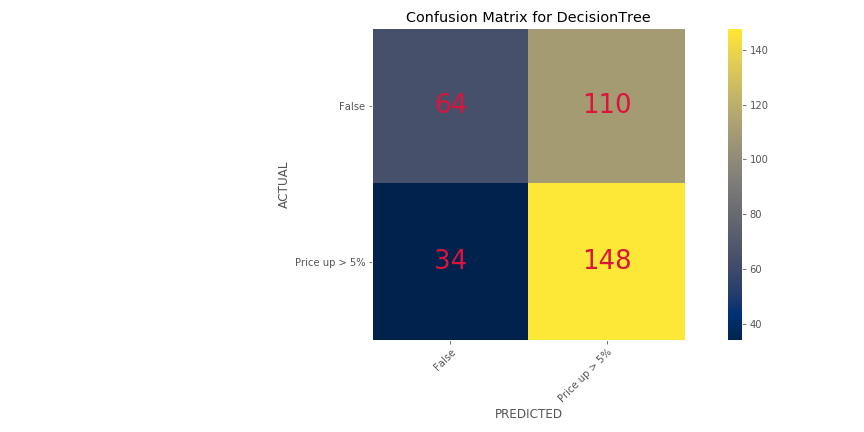 Confusion Matrix for DecisionTree
ACTUAL
False
64
110
Price up > 5%
34
148
False
Price up > 5%
PREDICTED
140
120
100
80
60
40